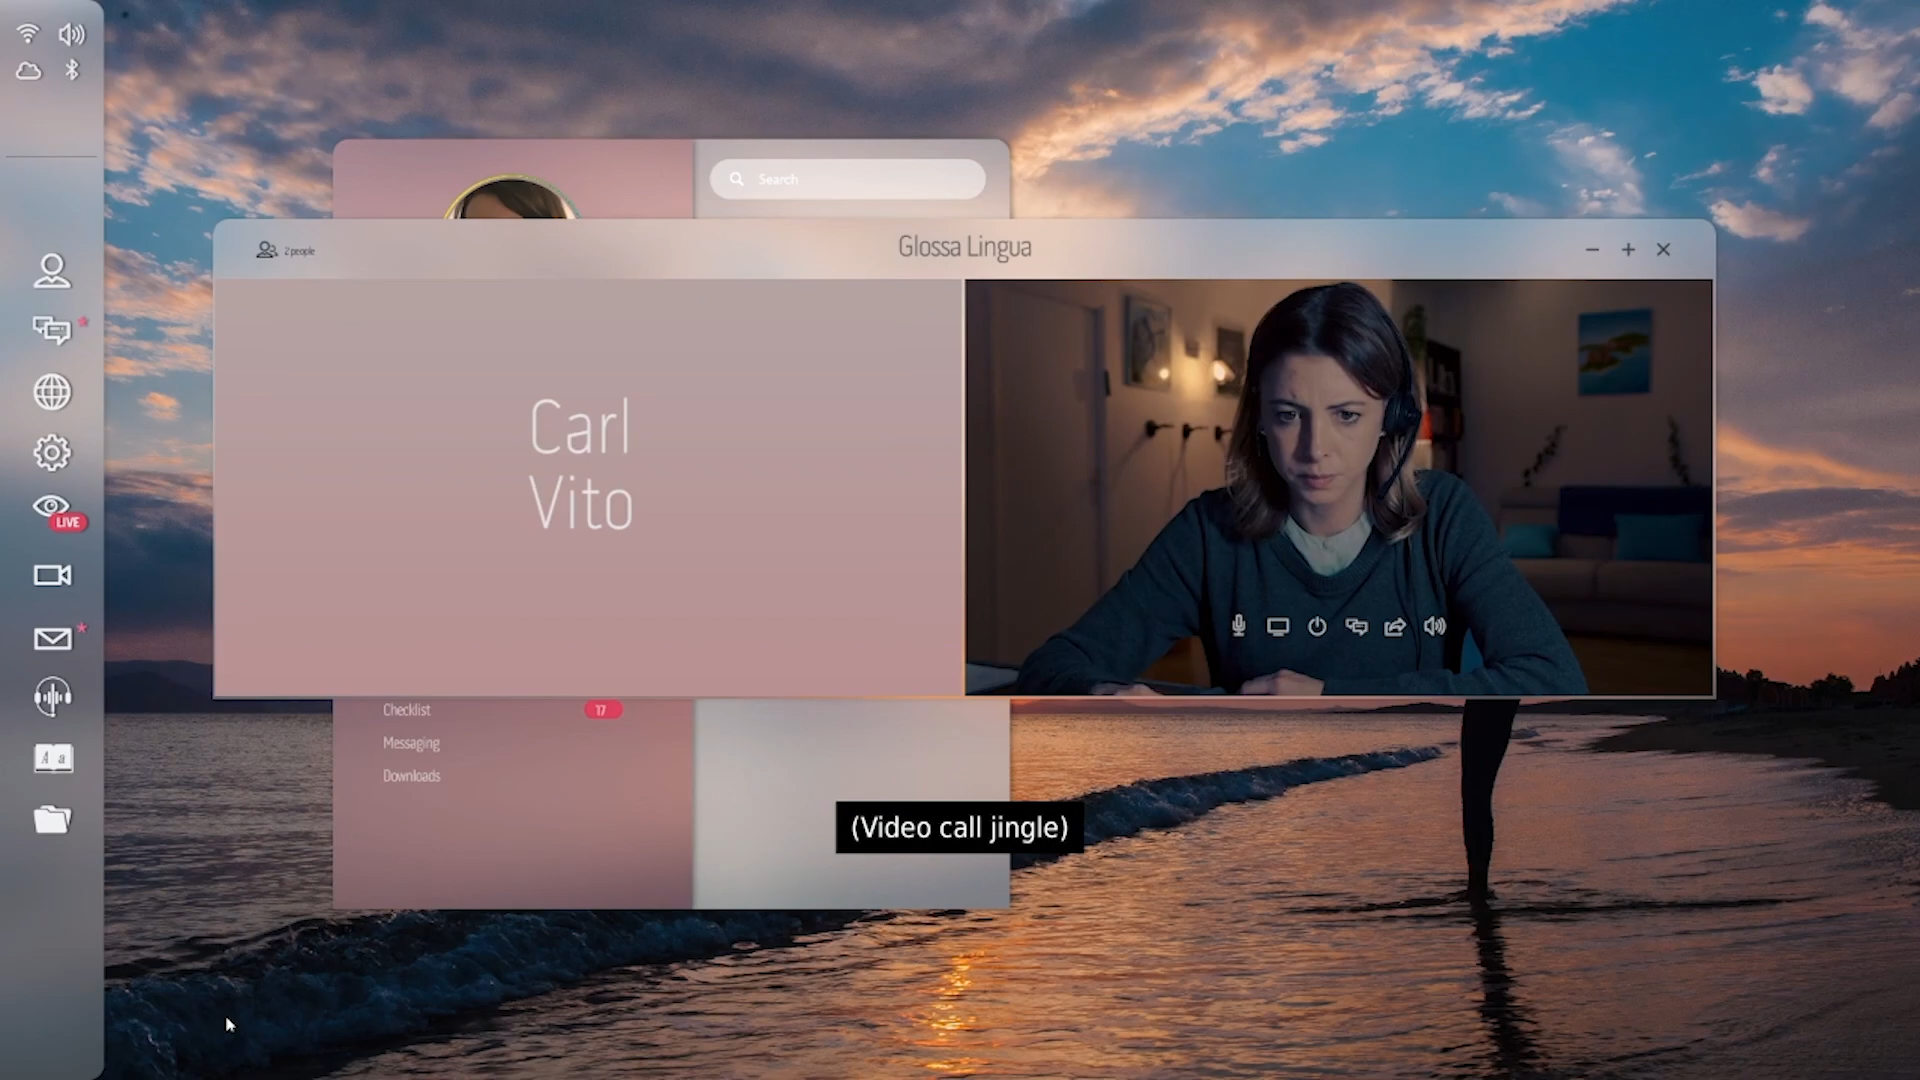 Search
2 people
Glossa Lingua
Carl
Vito
LIVE
Checklist
17
Messaging
A a
Downloads
(Video call jingle)